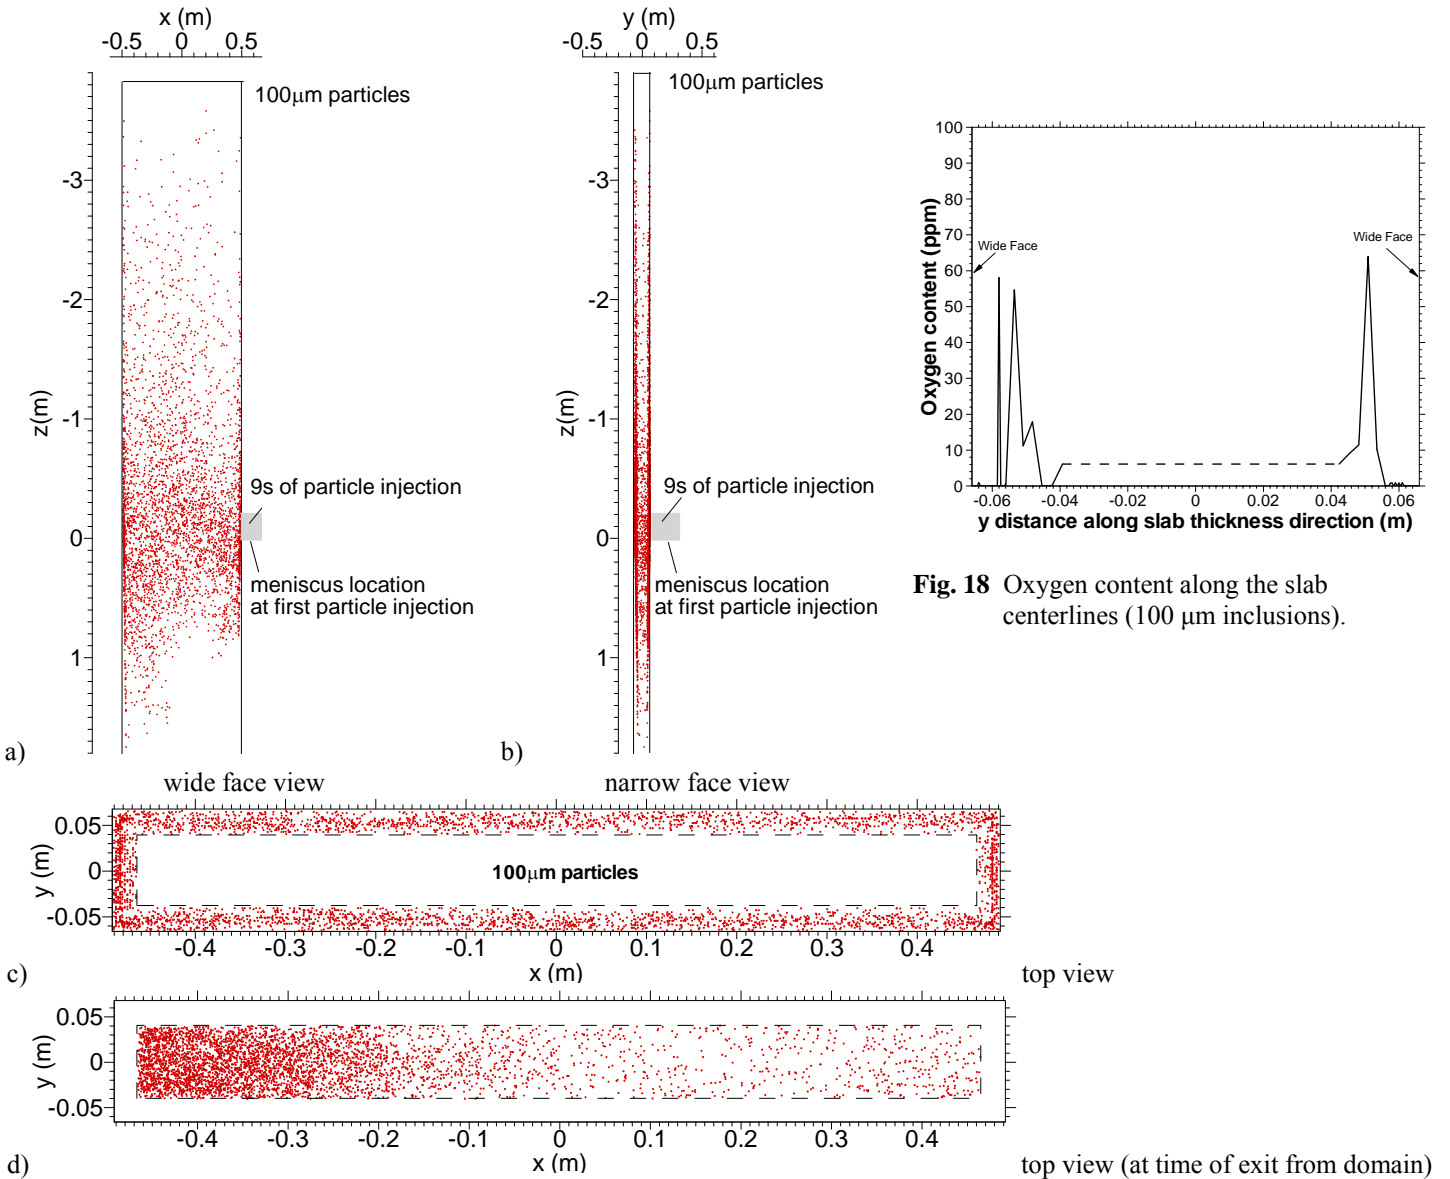 x (m)
-0.5 0 0.5
100μm particles
-3
-2
-1
0
1
z(m)
9s of particle injection
meniscus location
at first particle injection
a)
wide face view
y (m)
-0.5 0 0.5
100μm particles
-3
-2
-1
0
1
z(m)
9s of particle injection
meniscus location
at first particle injection
b)
narrow face view
100
90
80
70
60
50
40
30
20
10
0
Oxygen content (ppm)
Wide Face
Wide Face
-0.06 -0.04 -0.02 0 0.02 0.04 0.06
y distance along slab thickness direction (m)
Fig. 18 Oxygen content along the slab
centerlines (100 μm inclusions).
0.05
0
-0.05
y (m)
100μm particles
-0.4 -0.3 -0.2 -0.1 0 0.1 0.2 0.3 0.4
x (m)
c)
top view
0.05
0
-0.05
y (m)
-0.4 -0.3 -0.2 -0.1 0 0.1 0.2 0.3 0.4
x (m)
d)
top view (at time of exit from domain)